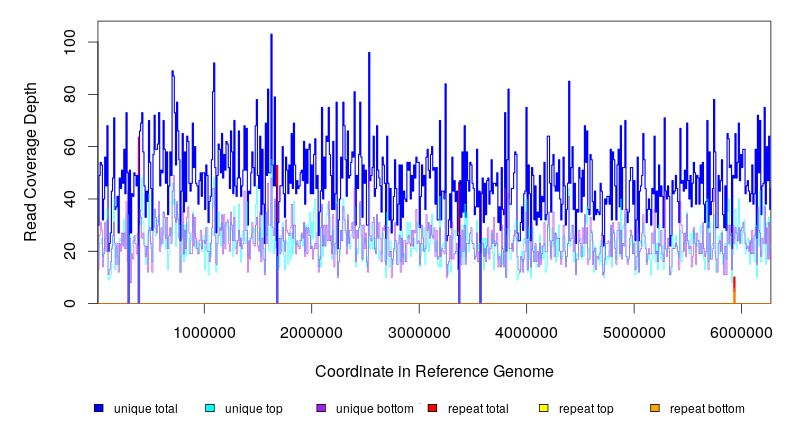 Read Coverage Depth
100
80
60
40
20
0
1000000 2000000 3000000 4000000 5000000 6000000
Coordinate in Reference Genome
unique total unique top unique bottom repeat total repeat top repeat bottom